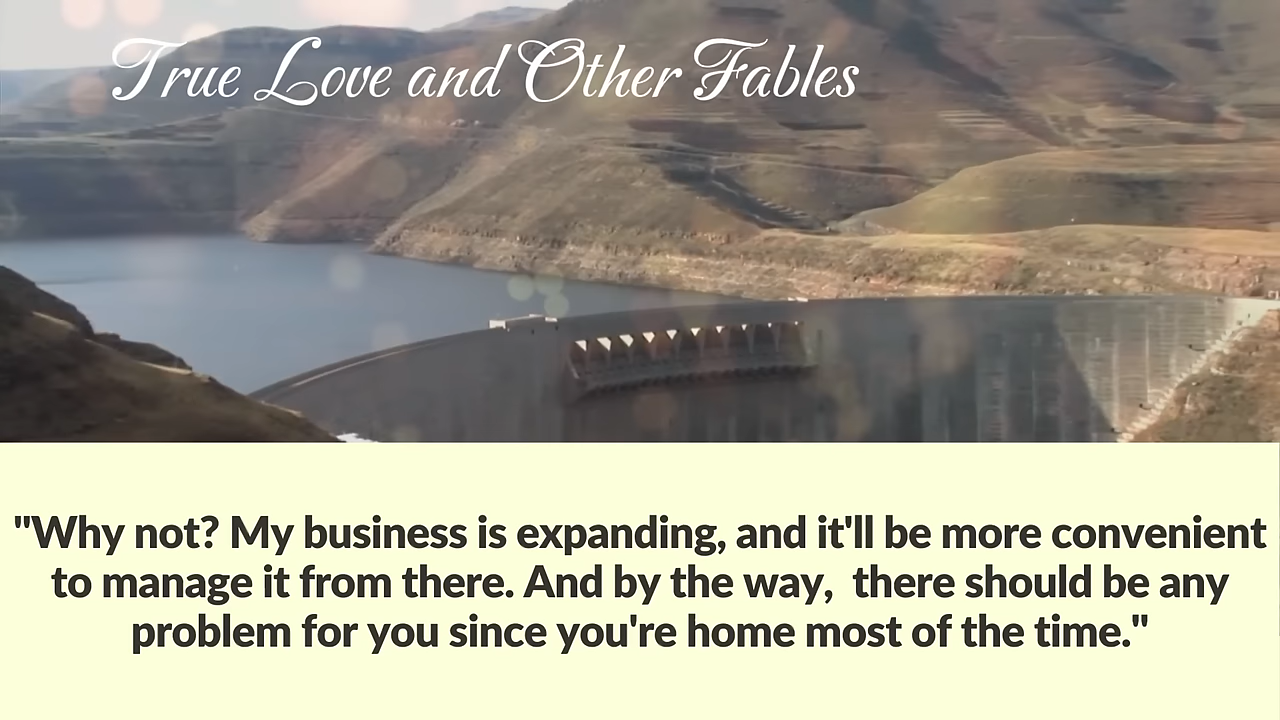 True Love and Other Fables
"Why not? My business is expanding, and it'll be more convenient
to manage it from there. And by the way,  there should be any
problem for you since you're home most of the time."